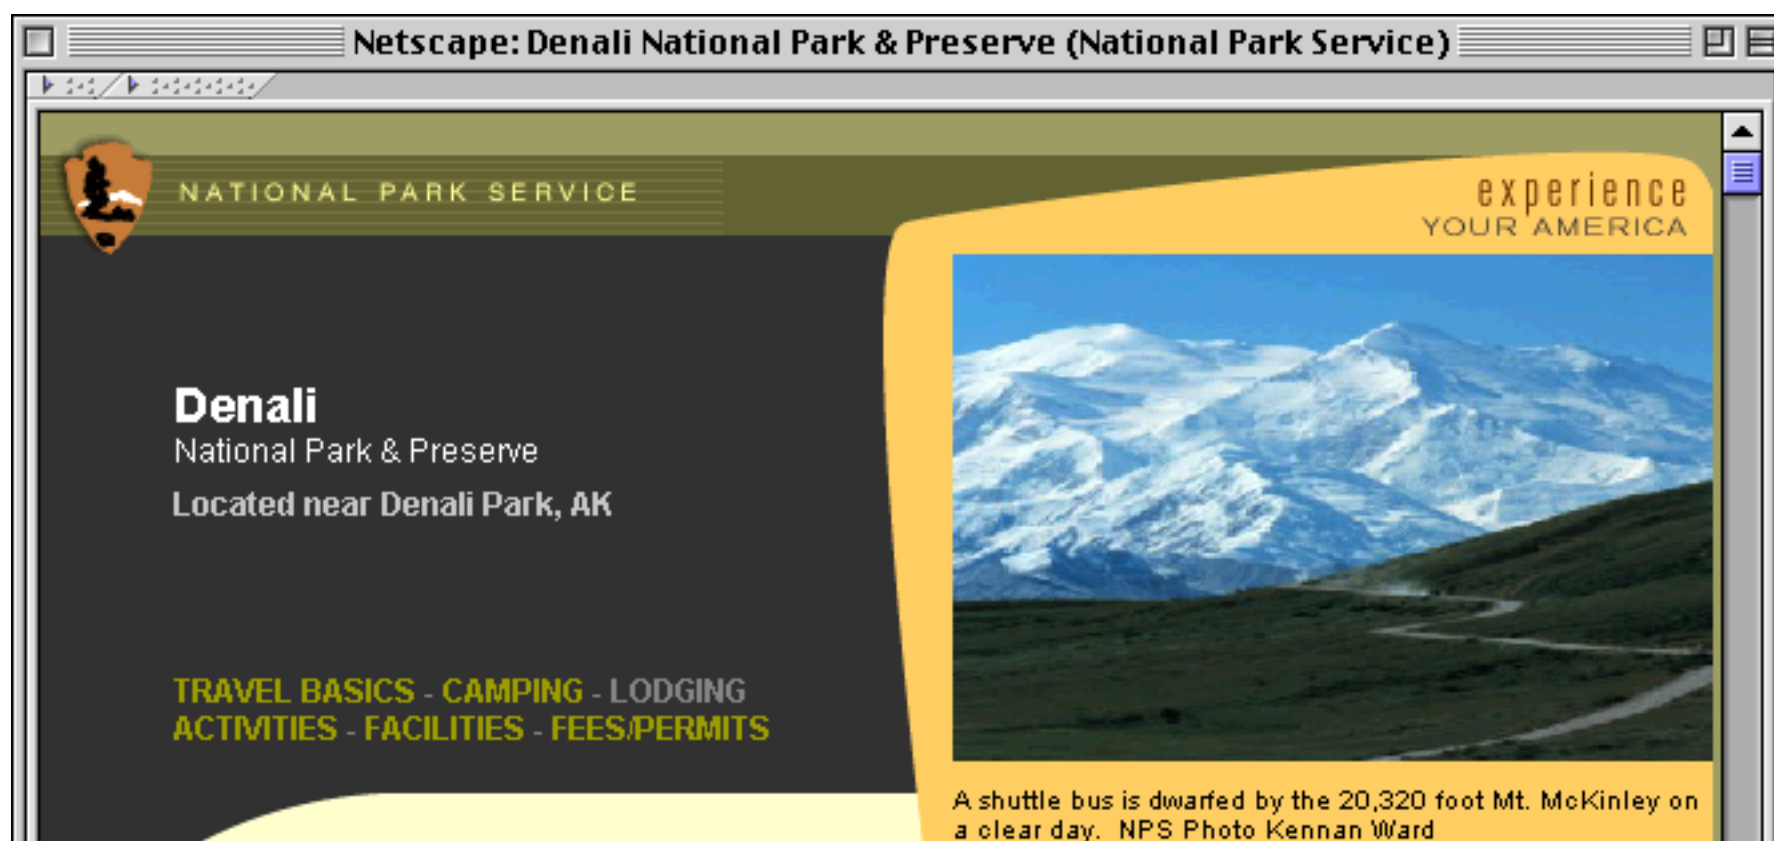 Netscape: Denali National Park & Preserve (National Park Service)
NATIONAL PARK SERVICE
experience
YOUR AMERICA
Denali
National Park & Preserve
Located near Denali Park, AK
TRAVEL BASICS - CAMPING - LODGING
ACTIVITIES - FACILITIES - FEES/PERMITS
A shuttle bus is dwarfed by the 20,320 foot Mt. McKinley on
a clear day. NPS Photo Kennan Ward